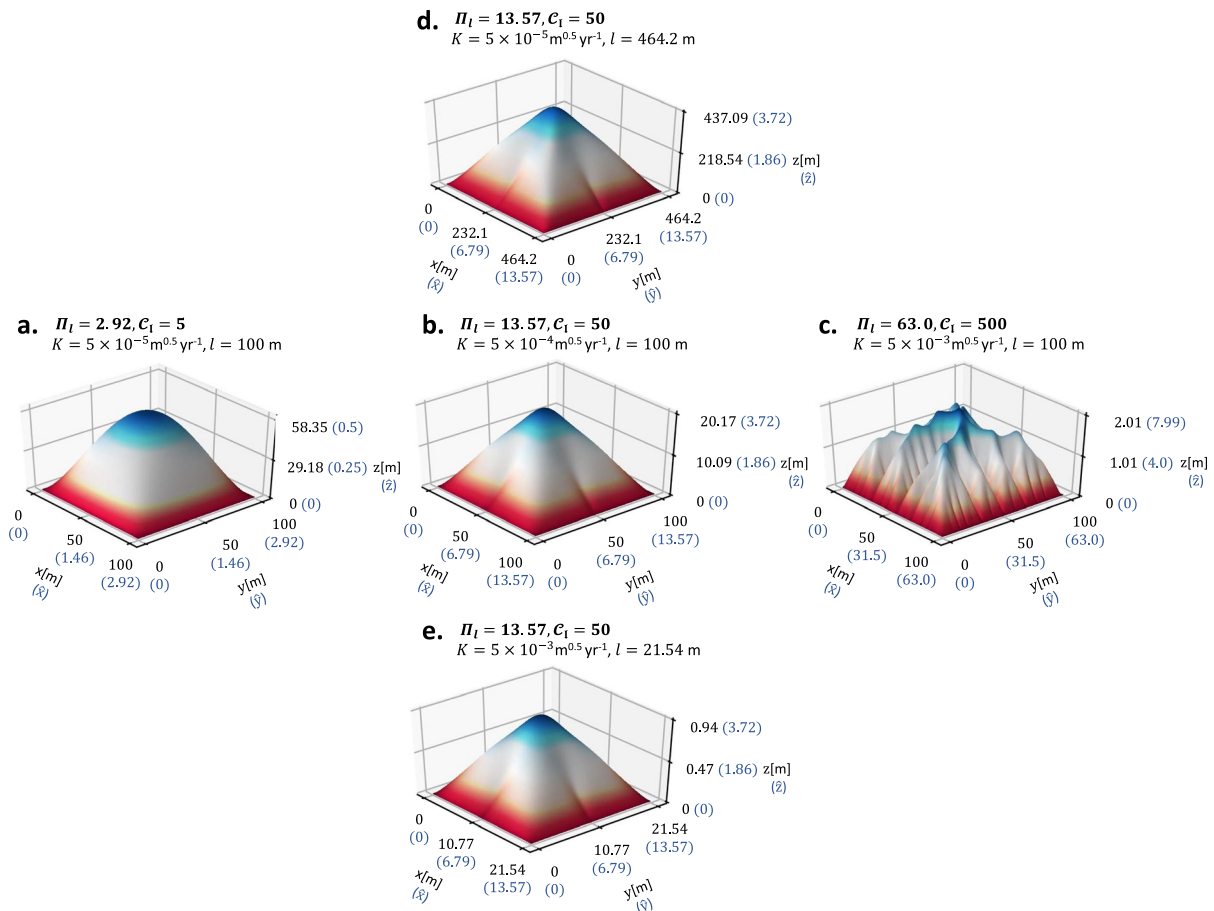 d. Π_l = 13.57, C_I = 50
K = 5 × 10⁻⁵ m^0.5 yr⁻¹, l = 464.2 m
437.09 (3.72)
218.54 (1.86) z[m]
(ẑ)
0 (0)
0
(0)
232.1
(6.79)
464.2
(13.57)
x[m]
(x̂)
0
(0)
232.1
(6.79)
464.2
(13.57)
y[m]
(ŷ)
a. Π_l = 2.92, C_I = 5
K = 5 × 10⁻⁵ m^0.5 yr⁻¹, l = 100 m
58.35 (0.5)
29.18 (0.25) z[m]
(ẑ)
0 (0)
0
(0)
50
(1.46)
100
(2.92)
x[m]
(x̂)
0
(0)
50
(1.46)
100
(2.92)
y[m]
(ŷ)
b. Π_l = 13.57, C_I = 50
K = 5 × 10⁻⁴ m^0.5 yr⁻¹, l = 100 m
20.17 (3.72)
10.09 (1.86) z[m]
(ẑ)
0 (0)
0
(0)
50
(6.79)
100
(13.57)
x[m]
(x̂)
0
(0)
50
(6.79)
100
(13.57)
y[m]
(ŷ)
c. Π_l = 63.0, C_I = 500
K = 5 × 10⁻³ m^0.5 yr⁻¹, l = 100 m
2.01 (7.99)
1.01 (4.0) z[m]
(ẑ)
0 (0)
0
(0)
50
(31.5)
100
(63.0)
x[m]
(x̂)
0
(0)
50
(31.5)
100
(63.0)
y[m]
(ŷ)
e. Π_l = 13.57, C_I = 50
K = 5 × 10⁻³ m^0.5 yr⁻¹, l = 21.54 m
0.94 (3.72)
0.47 (1.86) z[m]
(ẑ)
0 (0)
0
(0)
10.77
(6.79)
21.54
(13.57)
x[m]
(x̂)
0
(0)
10.77
(6.79)
21.54
(13.57)
y[m]
(ŷ)